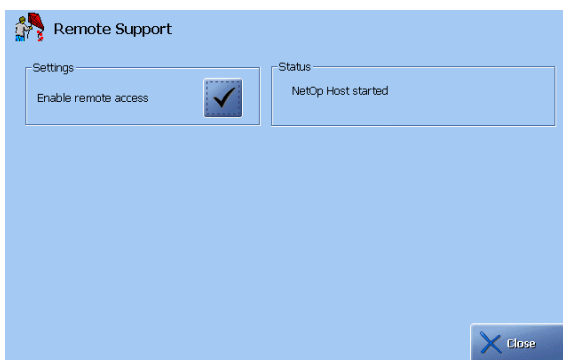 Remote Support
Settings
Enable remote access
Status
NetOp Host started
Close